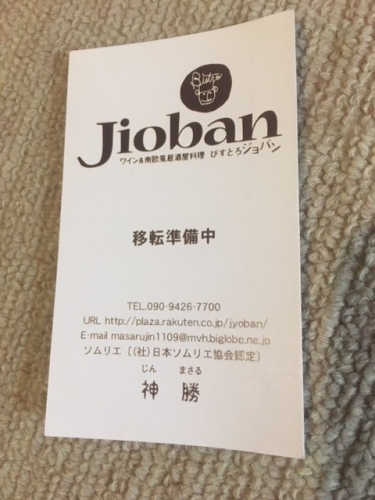 Bistro
Jioban
ワイン&南欧風居酒屋料理 びすとろジョバン
移転準備中
TEL.090-9426-7700
URL http://plaza.rakuten.co.jp/jyoban/
E-mail masarujin1109@mvh.biglobe.ne.jp
ソムリエ〔(社)日本ソムリエ協会認定〕
じん まさる
神 勝